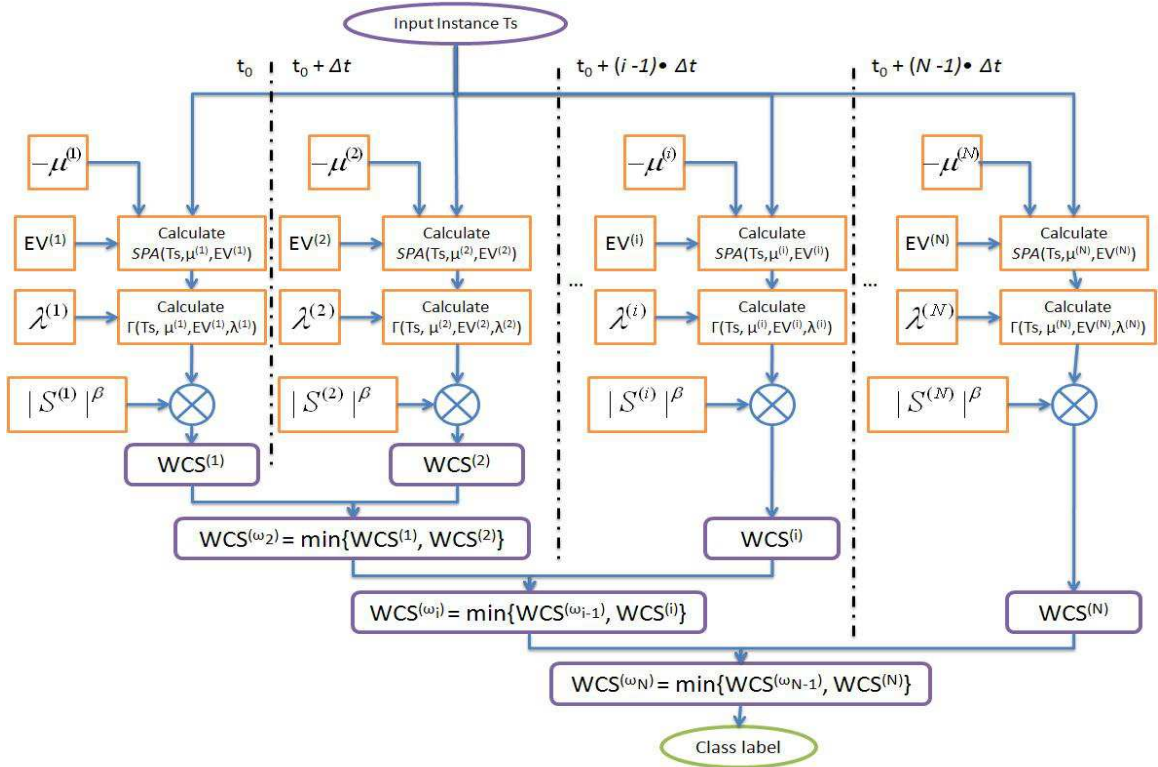 Input Instance Ts
t₀
t₀ + Δt
t₀ + (i -1)• Δt
t₀ + (N -1)• Δt
−μ⁽¹⁾
−μ⁽²⁾
−μ⁽ⁱ⁾
−μ⁽ᴺ⁾
EV⁽¹⁾
Calculate
SPA(Ts,μ⁽¹⁾,EV⁽¹⁾)
EV⁽²⁾
Calculate
SPA(Ts,μ⁽²⁾,EV⁽²⁾)
EV⁽ⁱ⁾
Calculate
SPA(Ts,μ⁽ⁱ⁾,EV⁽ⁱ⁾)
EV⁽ᴺ⁾
Calculate
SPA(Ts,μ⁽ᴺ⁾,EV⁽ᴺ⁾)
...
...
λ⁽¹⁾
Calculate
Γ(Ts, μ⁽¹⁾,EV⁽¹⁾,λ⁽¹⁾)
λ⁽²⁾
Calculate
Γ(Ts, μ⁽²⁾,EV⁽²⁾,λ⁽²⁾)
λ⁽ⁱ⁾
Calculate
Γ(Ts, μ⁽ⁱ⁾,EV⁽ⁱ⁾,λ⁽ⁱ⁾)
λ⁽ᴺ⁾
Calculate
Γ(Ts, μ⁽ᴺ⁾,EV⁽ᴺ⁾,λ⁽ᴺ⁾)
| S⁽¹⁾ |ᵝ
| S⁽²⁾ |ᵝ
| S⁽ⁱ⁾ |ᵝ
| S⁽ᴺ⁾ |ᵝ
WCS⁽¹⁾
WCS⁽²⁾
WCS(ω₂) = min{WCS⁽¹⁾, WCS⁽²⁾}
WCS⁽ⁱ⁾
WCS(ωᵢ) = min{WCS(ωᵢ₋₁), WCS⁽ⁱ⁾}
WCS⁽ᴺ⁾
WCS(ω_N) = min{WCS(ω_N-1), WCS⁽ᴺ⁾}
Class label